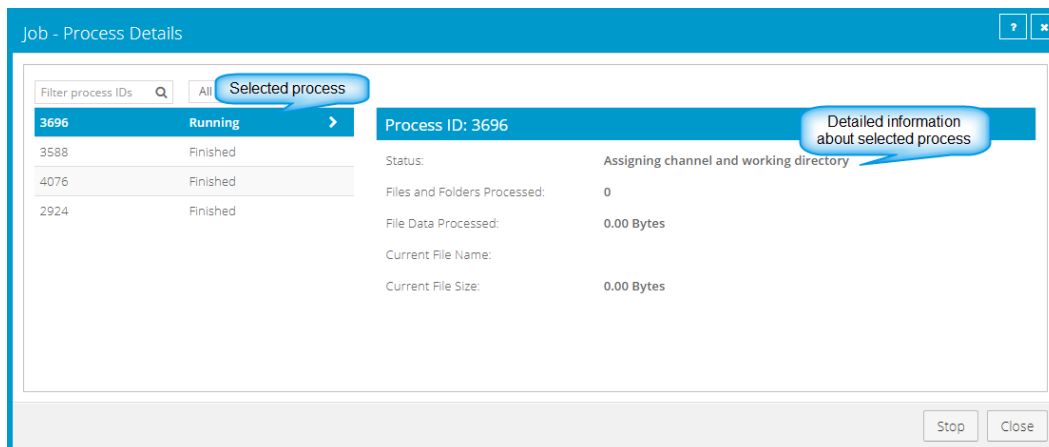 Job - Process Details
?
Filter process IDs
All
Selected process
3696 Running
3588 Finished
4076 Finished
2924 Finished
Process ID: 3696
Detailed information
about selected process
Status: Assigning channel and working directory
Files and Folders Processed: 0
File Data Processed: 0.00 Bytes
Current File Name:
Current File Size: 0.00 Bytes
Stop Close